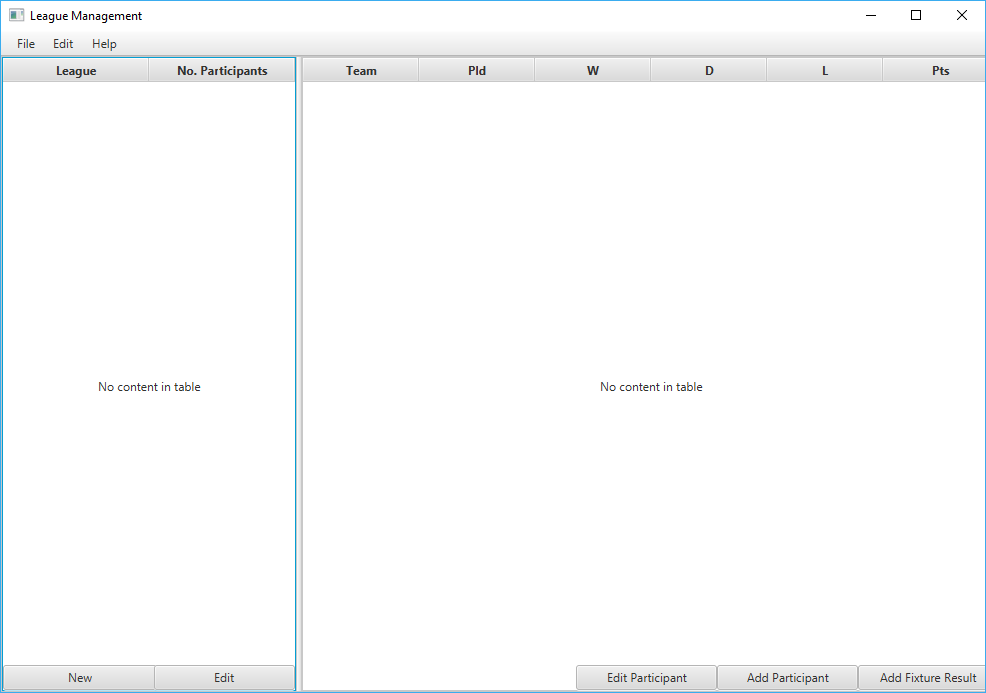 League Management
File Edit Help
League No. Participants Team Pld W D L Pts
No content in table No content in table
New Edit Edit Participant Add Participant Add Fixture Result